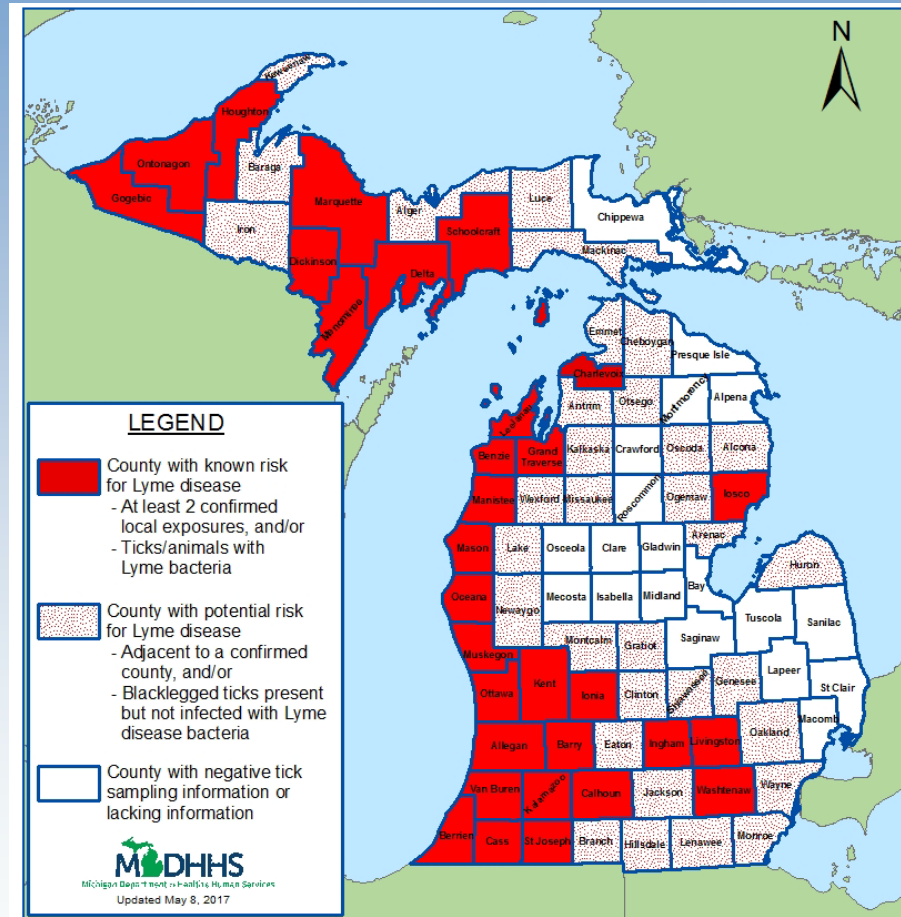 N
Keweenaw
Houghton
Ontonagon
Baraga
Gogebic
Marquette
Alger
Luce
Chippewa
Iron
Schoolcraft
Mackinac
Dickinson
Delta
Menominee
Emmet
Cheboygan
Presque Isle
Charlevoix
Leelanau
Antrim
Otsego
Montmorency
Alpena
Benzie
Grand
Traverse
Kalkaska
Crawford
Oscoda
Alcona
Manistee
Wexford
Missaukee
Roscommon
Ogemaw
Iosco
Arenac
Mason
Lake
Osceola
Clare
Gladwin
Huron
Oceana
Newaygo
Mecosta
Isabella
Midland
Bay
Tuscola
Sanilac
Muskegon
Montcalm
Gratiot
Saginaw
Lapeer
St Clair
Ottawa
Kent
Ionia
Clinton
Shiawassee
Genesee
Macomb
Oakland
Allegan
Barry
Eaton
Ingham
Livingston
Van Buren
Kalamazoo
Calhoun
Jackson
Washtenaw
Wayne
Berrien
Cass
St Joseph
Branch
Hillsdale
Lenawee
Monroe
LEGEND
County with known risk
for Lyme disease
- At least 2 confirmed
local exposures, and/or
- Ticks/animals with
Lyme bacteria
County with potential risk
for Lyme disease
- Adjacent to a confirmed
county, and/or
- Blacklegged ticks present
but not infected with Lyme
disease bacteria
County with negative tick
sampling information or
lacking information
MDHHS
Michigan Department of Health & Human Services
Updated May 8, 2017